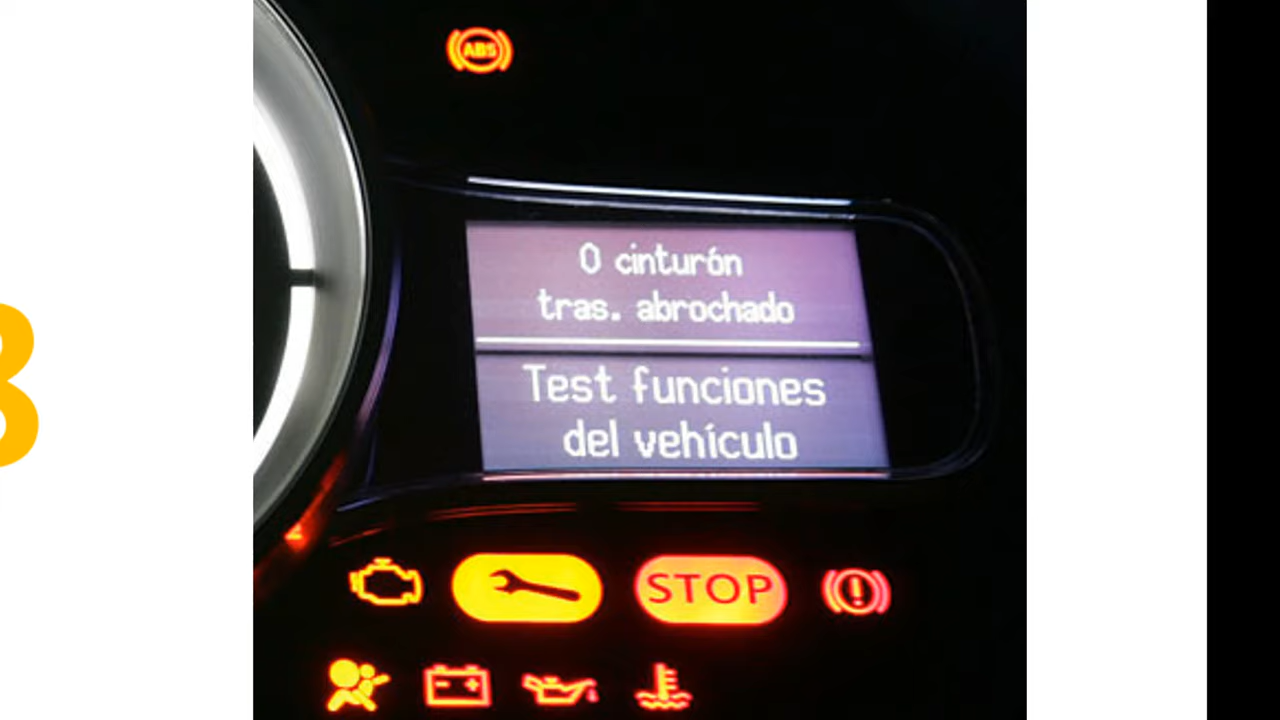 ABS
0 cinturón
tras. abrochado
Test funciones
del vehículo
STOP